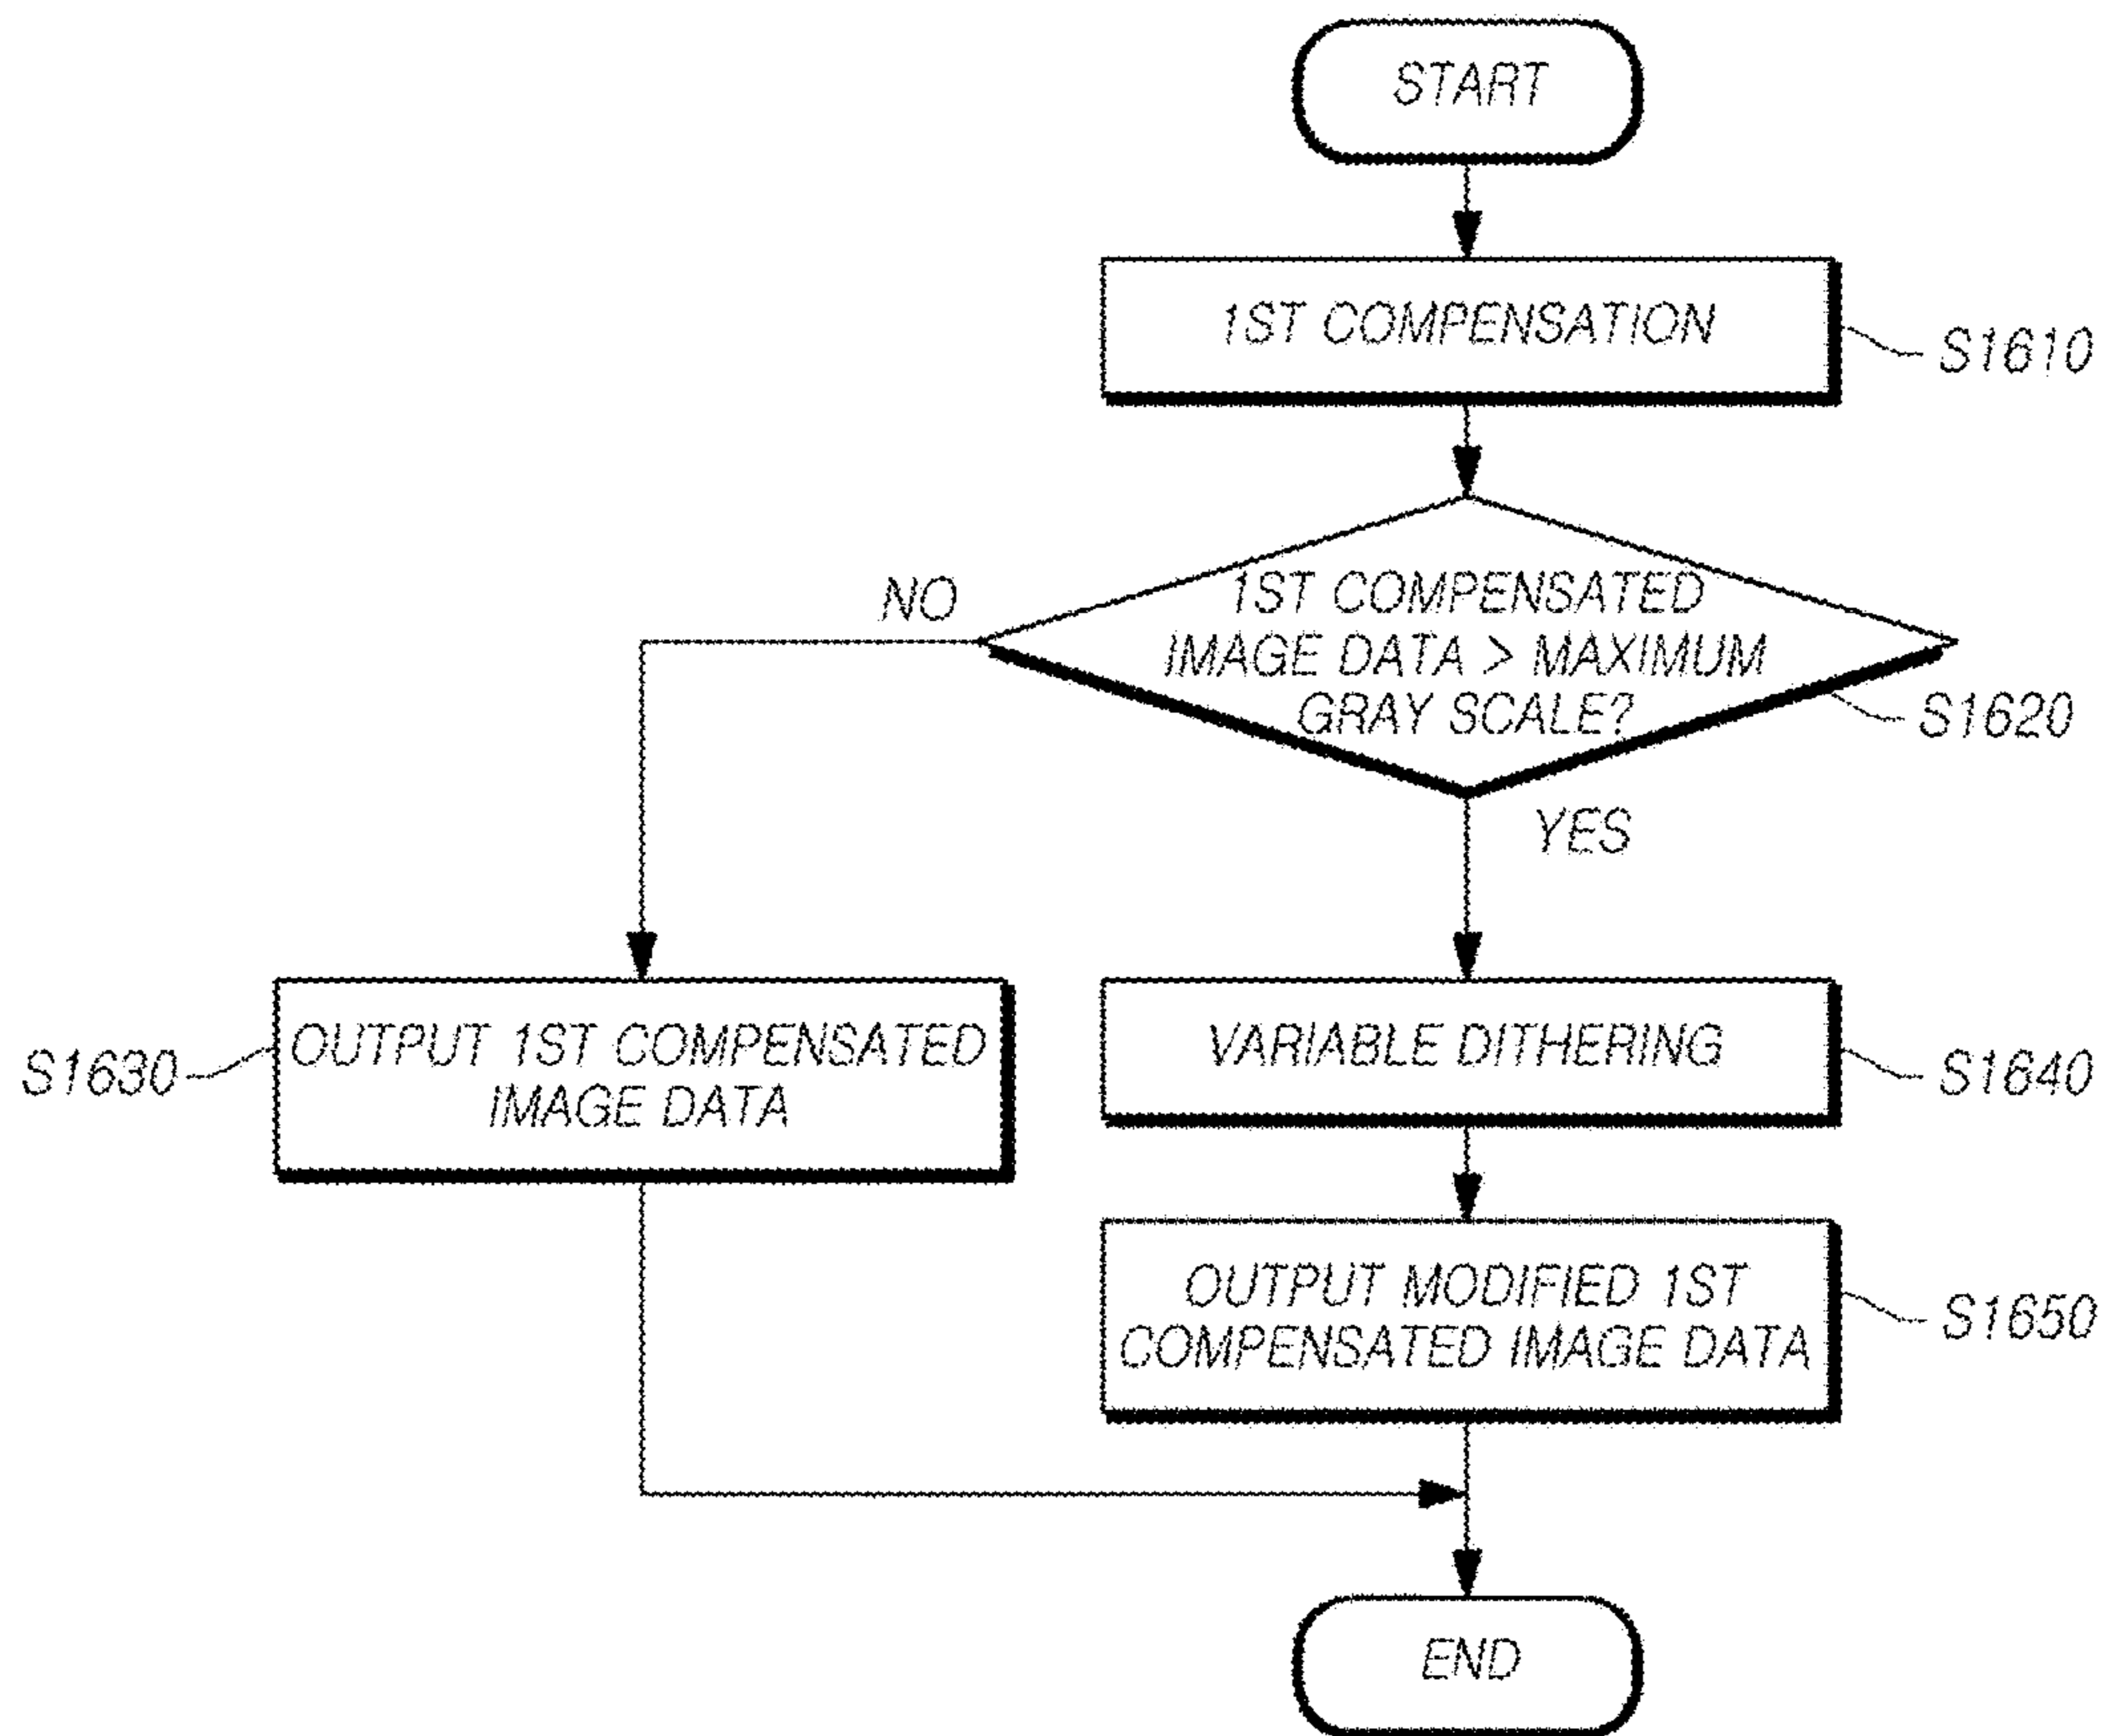 START
1ST COMPENSATION
S1610
1ST COMPENSATED
IMAGE DATA > MAXIMUM
GRAY SCALE?
S1620
NO
YES
OUTPUT 1ST COMPENSATED
IMAGE DATA
S1630
VARIABLE DITHERING
S1640
OUTPUT MODIFIED 1ST
COMPENSATED IMAGE DATA
S1650
END